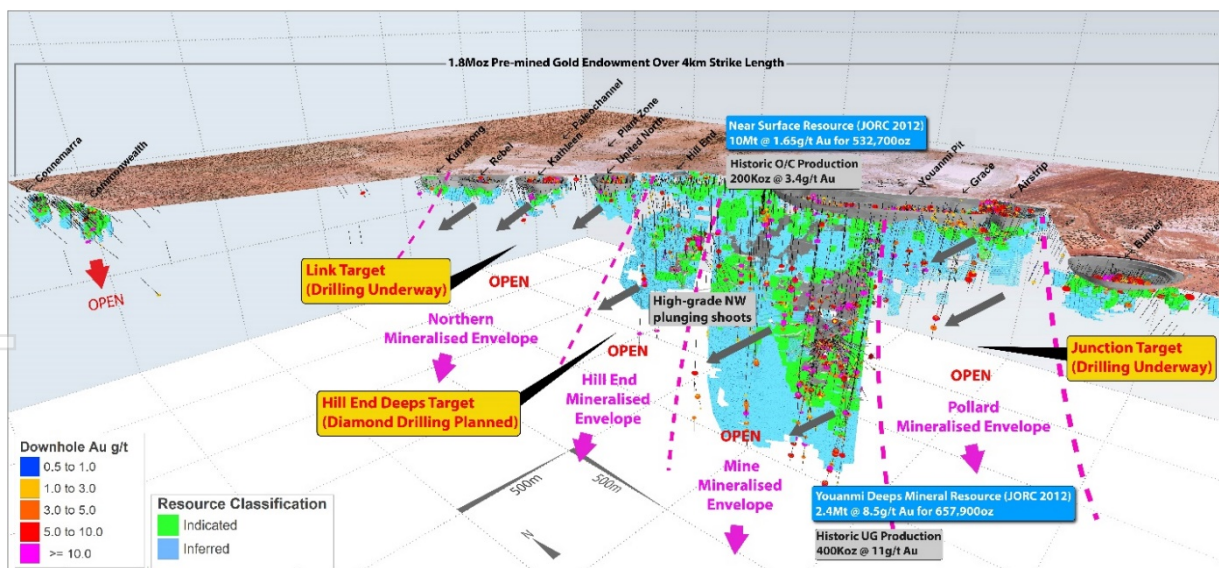 1.8Moz Pre-mined Gold Endowment Over 4km Strike Length
Connemarra
Commonwealth
Kurrajong
Rebel
Kathleen
Paleochannel
Plant Zone
United North
Hill End
Near Surface Resource (JORC 2012)
10Mt @ 1.65g/t Au for 532,700oz
Historic O/C Production
200Koz @ 3.4g/t Au
Youanmi Pit
Grace
Airstrip
Bunker
OPEN
Link Target
(Drilling Underway)
OPEN
Northern
Mineralised Envelope
High-grade NW
plunging shoots
Hill End Deeps Target
(Diamond Drilling Planned)
OPEN
Hill End
Mineralised
Envelope
OPEN
Mine
Mineralised
Envelope
Junction Target
(Drilling Underway)
OPEN
Pollard
Mineralised Envelope
Youanmi Deeps Mineral Resource (JORC 2012)
2.4Mt @ 8.5g/t Au for 657,900oz
Historic UG Production
400Koz @ 11g/t Au
500m
500m
N
Downhole Au g/t
0.5 to 1.0
1.0 to 3.0
3.0 to 5.0
5.0 to 10.0
>= 10.0
Resource Classification
Indicated
Inferred